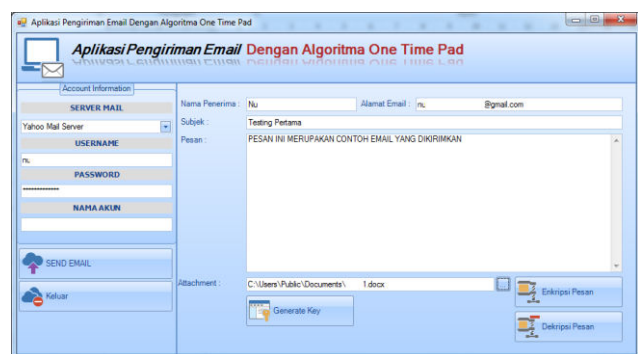 Aplikasi Pengiriman Email Dengan Algoritma One Time Pad
Aplikasi Pengiriman Email Dengan Algoritma One Time Pad
Account Information
SERVER MAIL
Yahoo Mail Server
USERNAME
PASSWORD
*************
NAMA AKUN
SEND EMAIL
Keluar
Nama Penerima : Nu Alamat Email : @gmail.com
Subjek : Testing Pertama
Pesan : PESAN INI MERUPAKAN CONTOH EMAIL YANG DIKIRIMKAN
Attachment : C:\Users\Public\Documents\ 1.docx
Generate Key
Enkripsi Pesan
Dekripsi Pesan